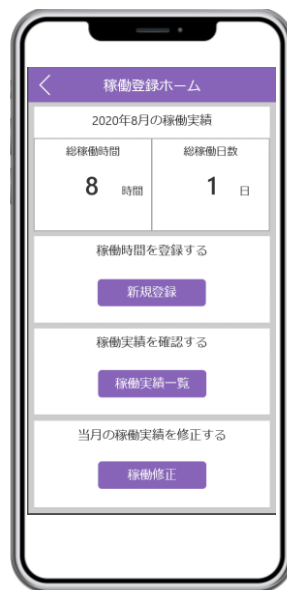 稼働登録ホーム
2020年8月の稼働実績
総稼働時間 総稼働日数
8 時間 1 日
稼働時間を登録する
新規登録
稼働実績を確認する
稼働実績一覧
当月の稼働実績を修正する
稼働修正